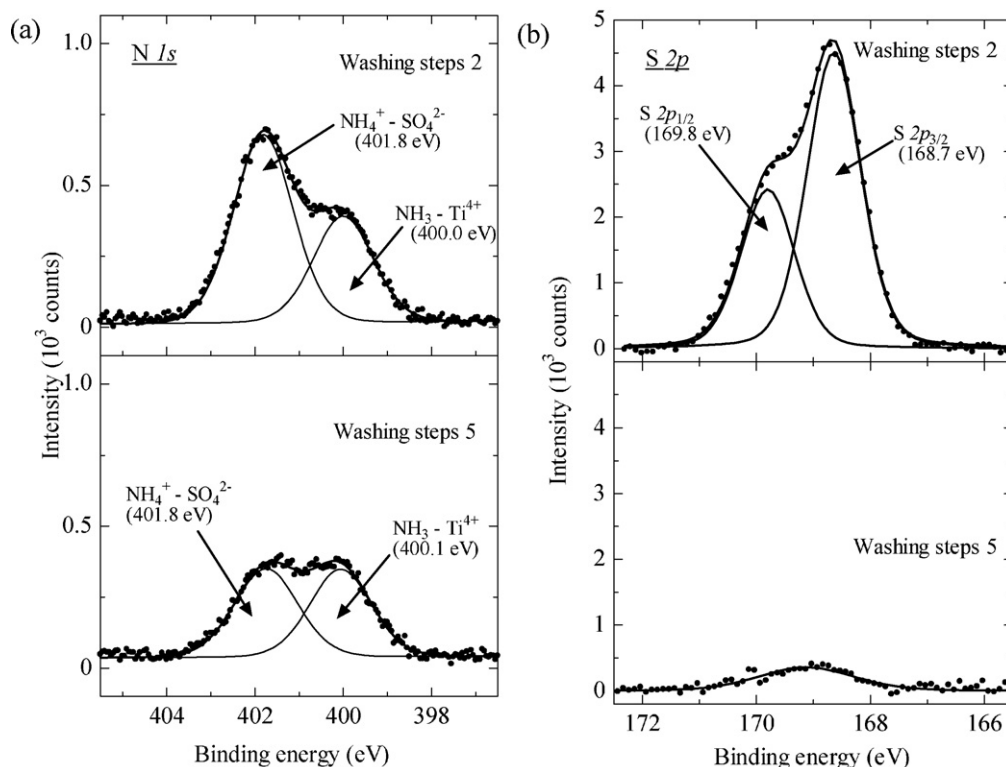 (a)
N 1s
Washing steps 2
NH₄⁺ - SO₄²⁻
(401.8 eV)
NH₃ - Ti⁴⁺
(400.0 eV)
1.0
0.5
0
Washing steps 5
NH₄⁺ - SO₄²⁻
(401.8 eV)
NH₃ - Ti⁴⁺
(400.1 eV)
1.0
0.5
0
Intensity (10³ counts)
404 402 400 398
Binding energy (eV)
(b)
S 2p
Washing steps 2
S 2p₁/₂
(169.8 eV)
S 2p₃/₂
(168.7 eV)
5
4
3
2
1
0
Washing steps 5
4
3
2
1
0
Intensity (10³ counts)
172 170 168 166
Binding energy (eV)